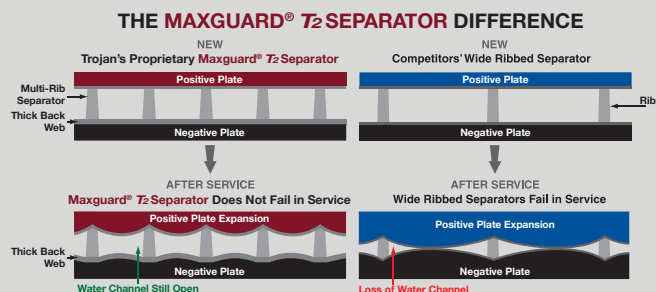 THE MAXGUARD® T2 SEPARATOR DIFFERENCE
NEW
Trojan's Proprietary Maxguard® T2 Separator
Positive Plate
Multi-Rib
Separator
Thick Back
Web
Negative Plate
NEW
Competitors' Wide Ribbed Separator
Positive Plate
Rib
Negative Plate
AFTER SERVICE
Maxguard® T2 Separator Does Not Fail in Service
Positive Plate Expansion
Thick Back
Web
Negative Plate
Water Channel Still Open
AFTER SERVICE
Wide Ribbed Separators Fail in Service
Positive Plate Expansion
Negative Plate
Loss of Water Channel